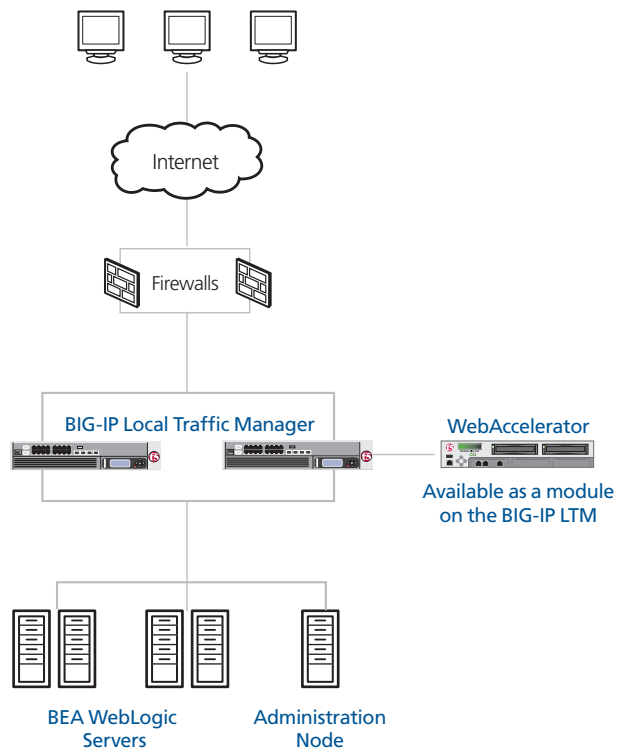 Internet
Firewalls
BIG-IP Local Traffic Manager
WebAccelerator
Available as a module
on the BIG-IP LTM
BEA WebLogic
Servers
Administration
Node